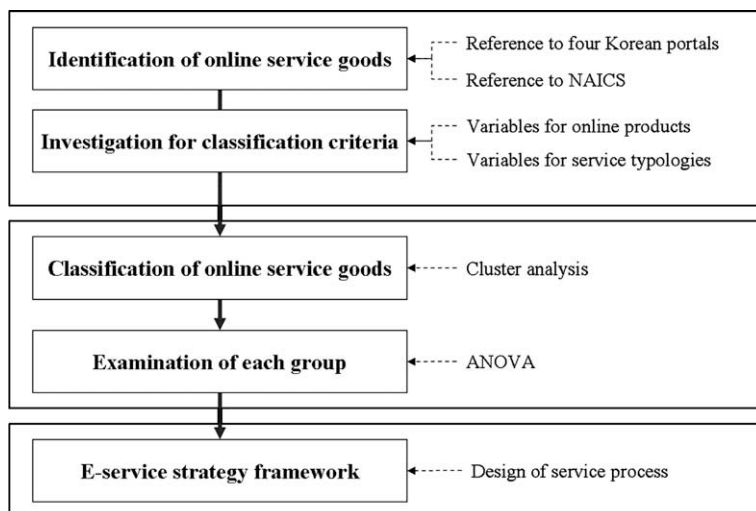 Identification of online service goods
Reference to four Korean portals
Reference to NAICS
Investigation for classification criteria
Variables for online products
Variables for service typologies
Classification of online service goods
Cluster analysis
Examination of each group
ANOVA
E-service strategy framework
Design of service process